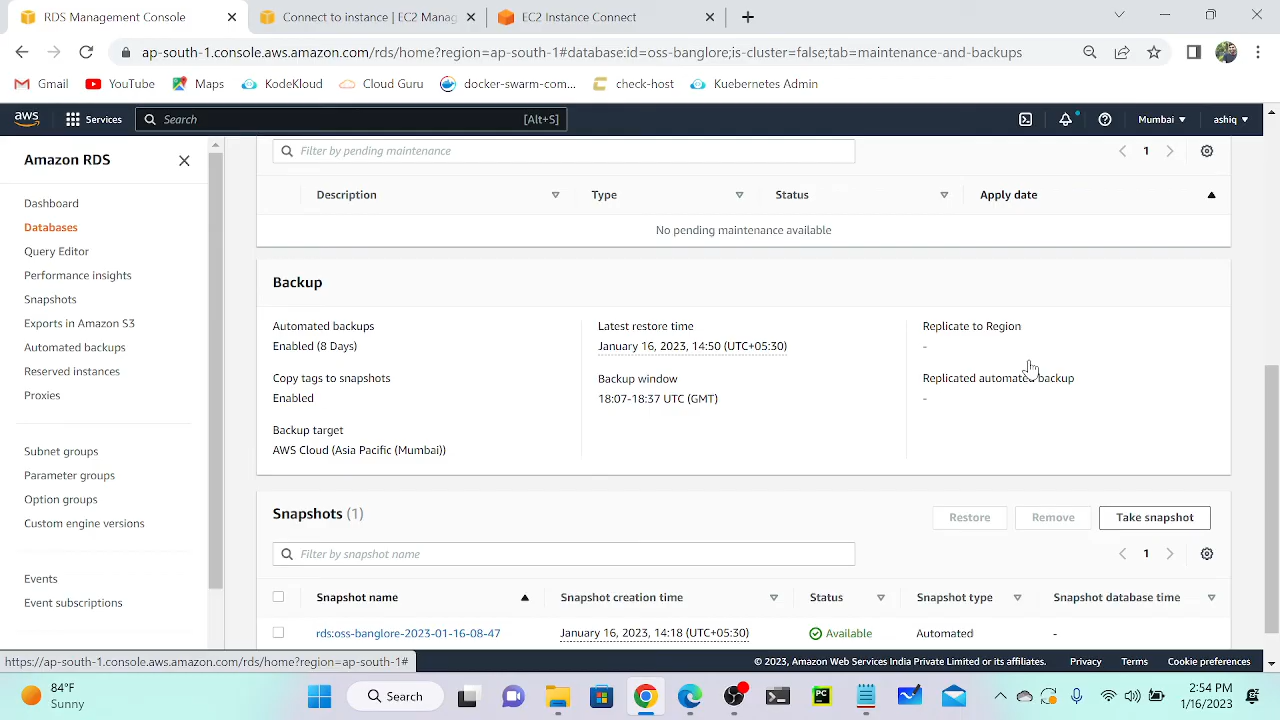 RDS Management Console
Connect to instance | EC2 Manag
EC2 Instance Connect
ap-south-1.console.aws.amazon.com/rds/home?region=ap-south-1#database:id=oss-banglore;is-cluster=false;tab=maintenance-and-backups
Gmail YouTube Maps KodeKloud Cloud Guru docker-swarm-com... check-host Kubernetes Admin
aws Services Search [Alt+S] Mumbai ashiq
Amazon RDS
Dashboard
Databases
Query Editor
Performance insights
Snapshots
Exports in Amazon S3
Automated backups
Reserved instances
Proxies
Subnet groups
Parameter groups
Option groups
Custom engine versions
Events
Event subscriptions
Filter by pending maintenance 1
Description Type Status Apply date
No pending maintenance available
Backup
Automated backups
Enabled (8 Days)
Copy tags to snapshots
Enabled
Backup target
AWS Cloud (Asia Pacific (Mumbai))
Latest restore time
January 16, 2023, 14:50 (UTC+05:30)
Backup window
18:07-18:37 UTC (GMT)
Replicate to Region
-
Replicated automated backup
-
Snapshots (1) Restore Remove Take snapshot
Filter by snapshot name 1
Snapshot name Snapshot creation time Status Snapshot type Snapshot database time
rds:oss-banglore-2023-01-16-08-47 January 16, 2023, 14:18 (UTC+05:30) Available Automated -
https://ap-south-1.console.aws.amazon.com/rds/home?region=ap-south-1#
© 2023, Amazon Web Services India Private Limited or its affiliates. Privacy Terms Cookie preferences
84°F
Sunny
Search
PC
2:54 PM
1/16/2023